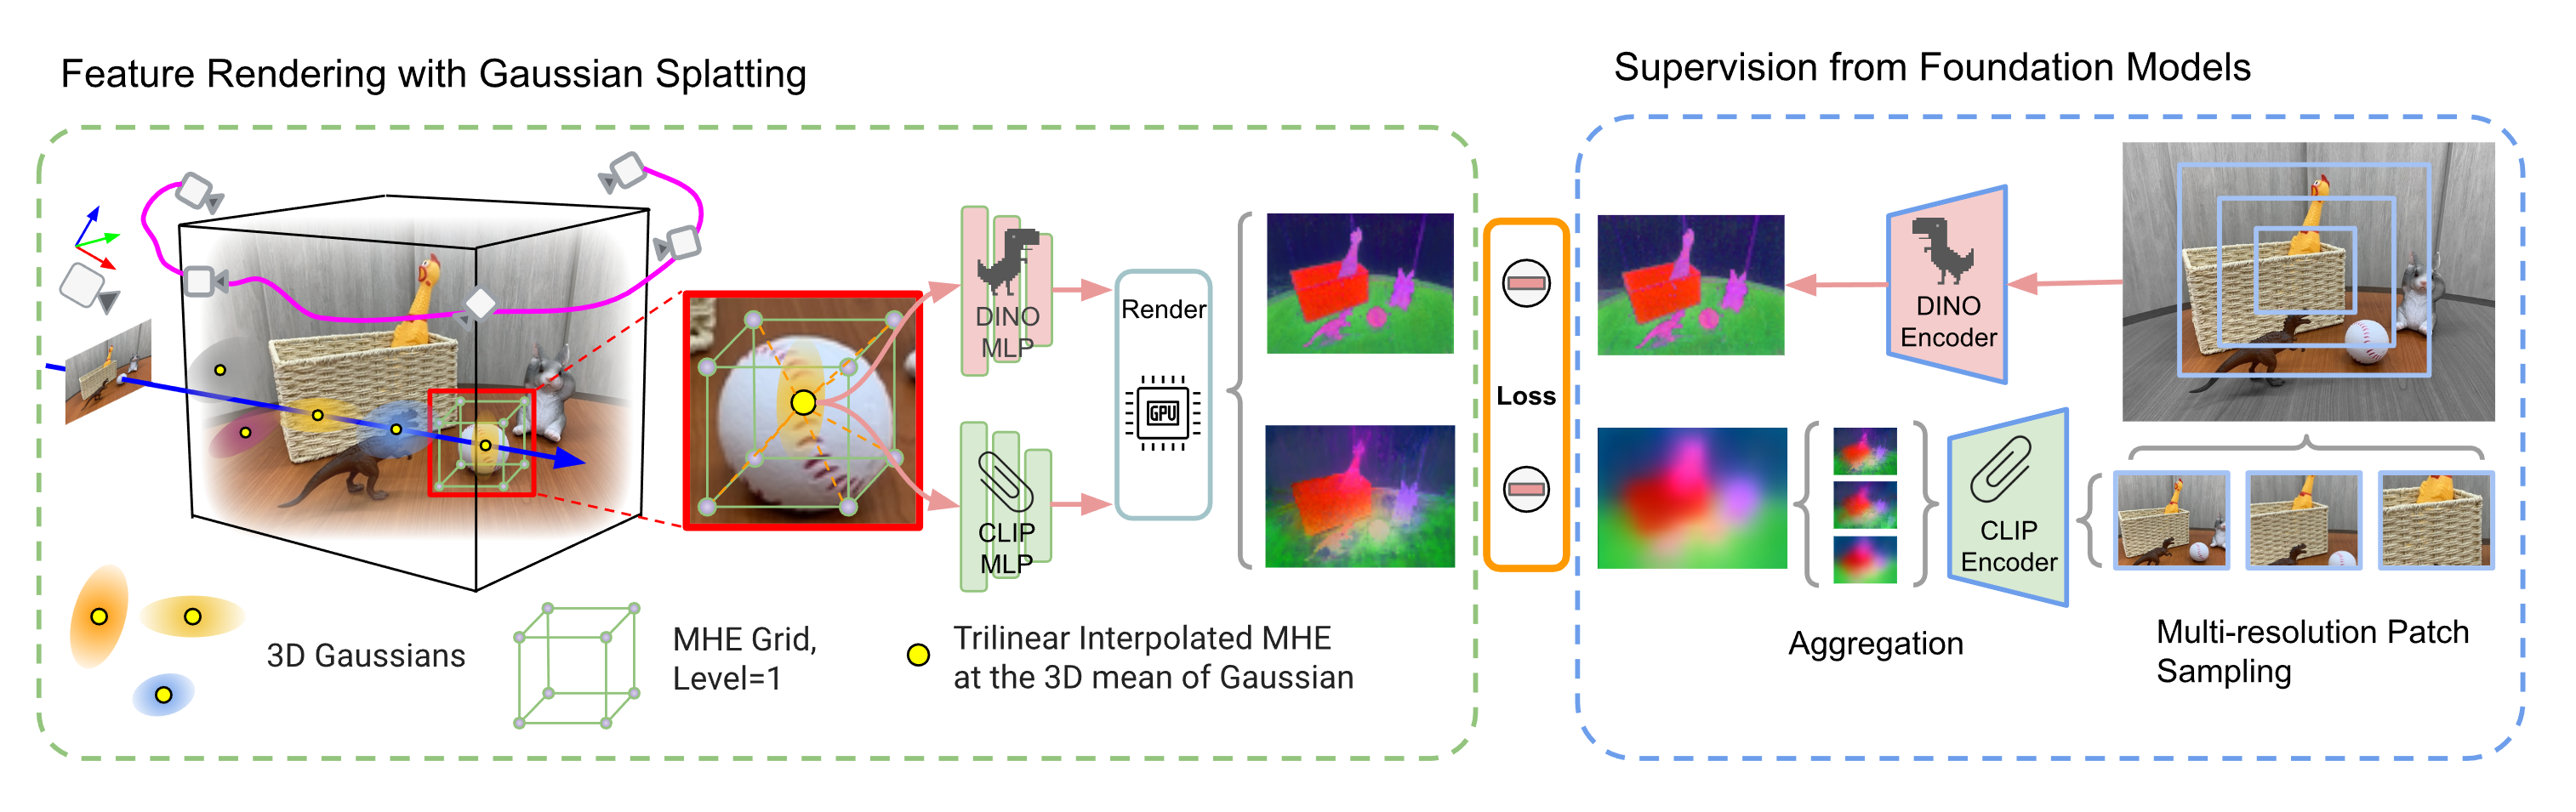 Feature Rendering with Gaussian Splatting
Supervision from Foundation Models
DINO
MLP
CLIP
MLP
Render
GPU
Loss
DINO
Encoder
CLIP
Encoder
3D Gaussians
MHE Grid,
Level=1
Trilinear Interpolated MHE
at the 3D mean of Gaussian
Aggregation
Multi-resolution Patch
Sampling